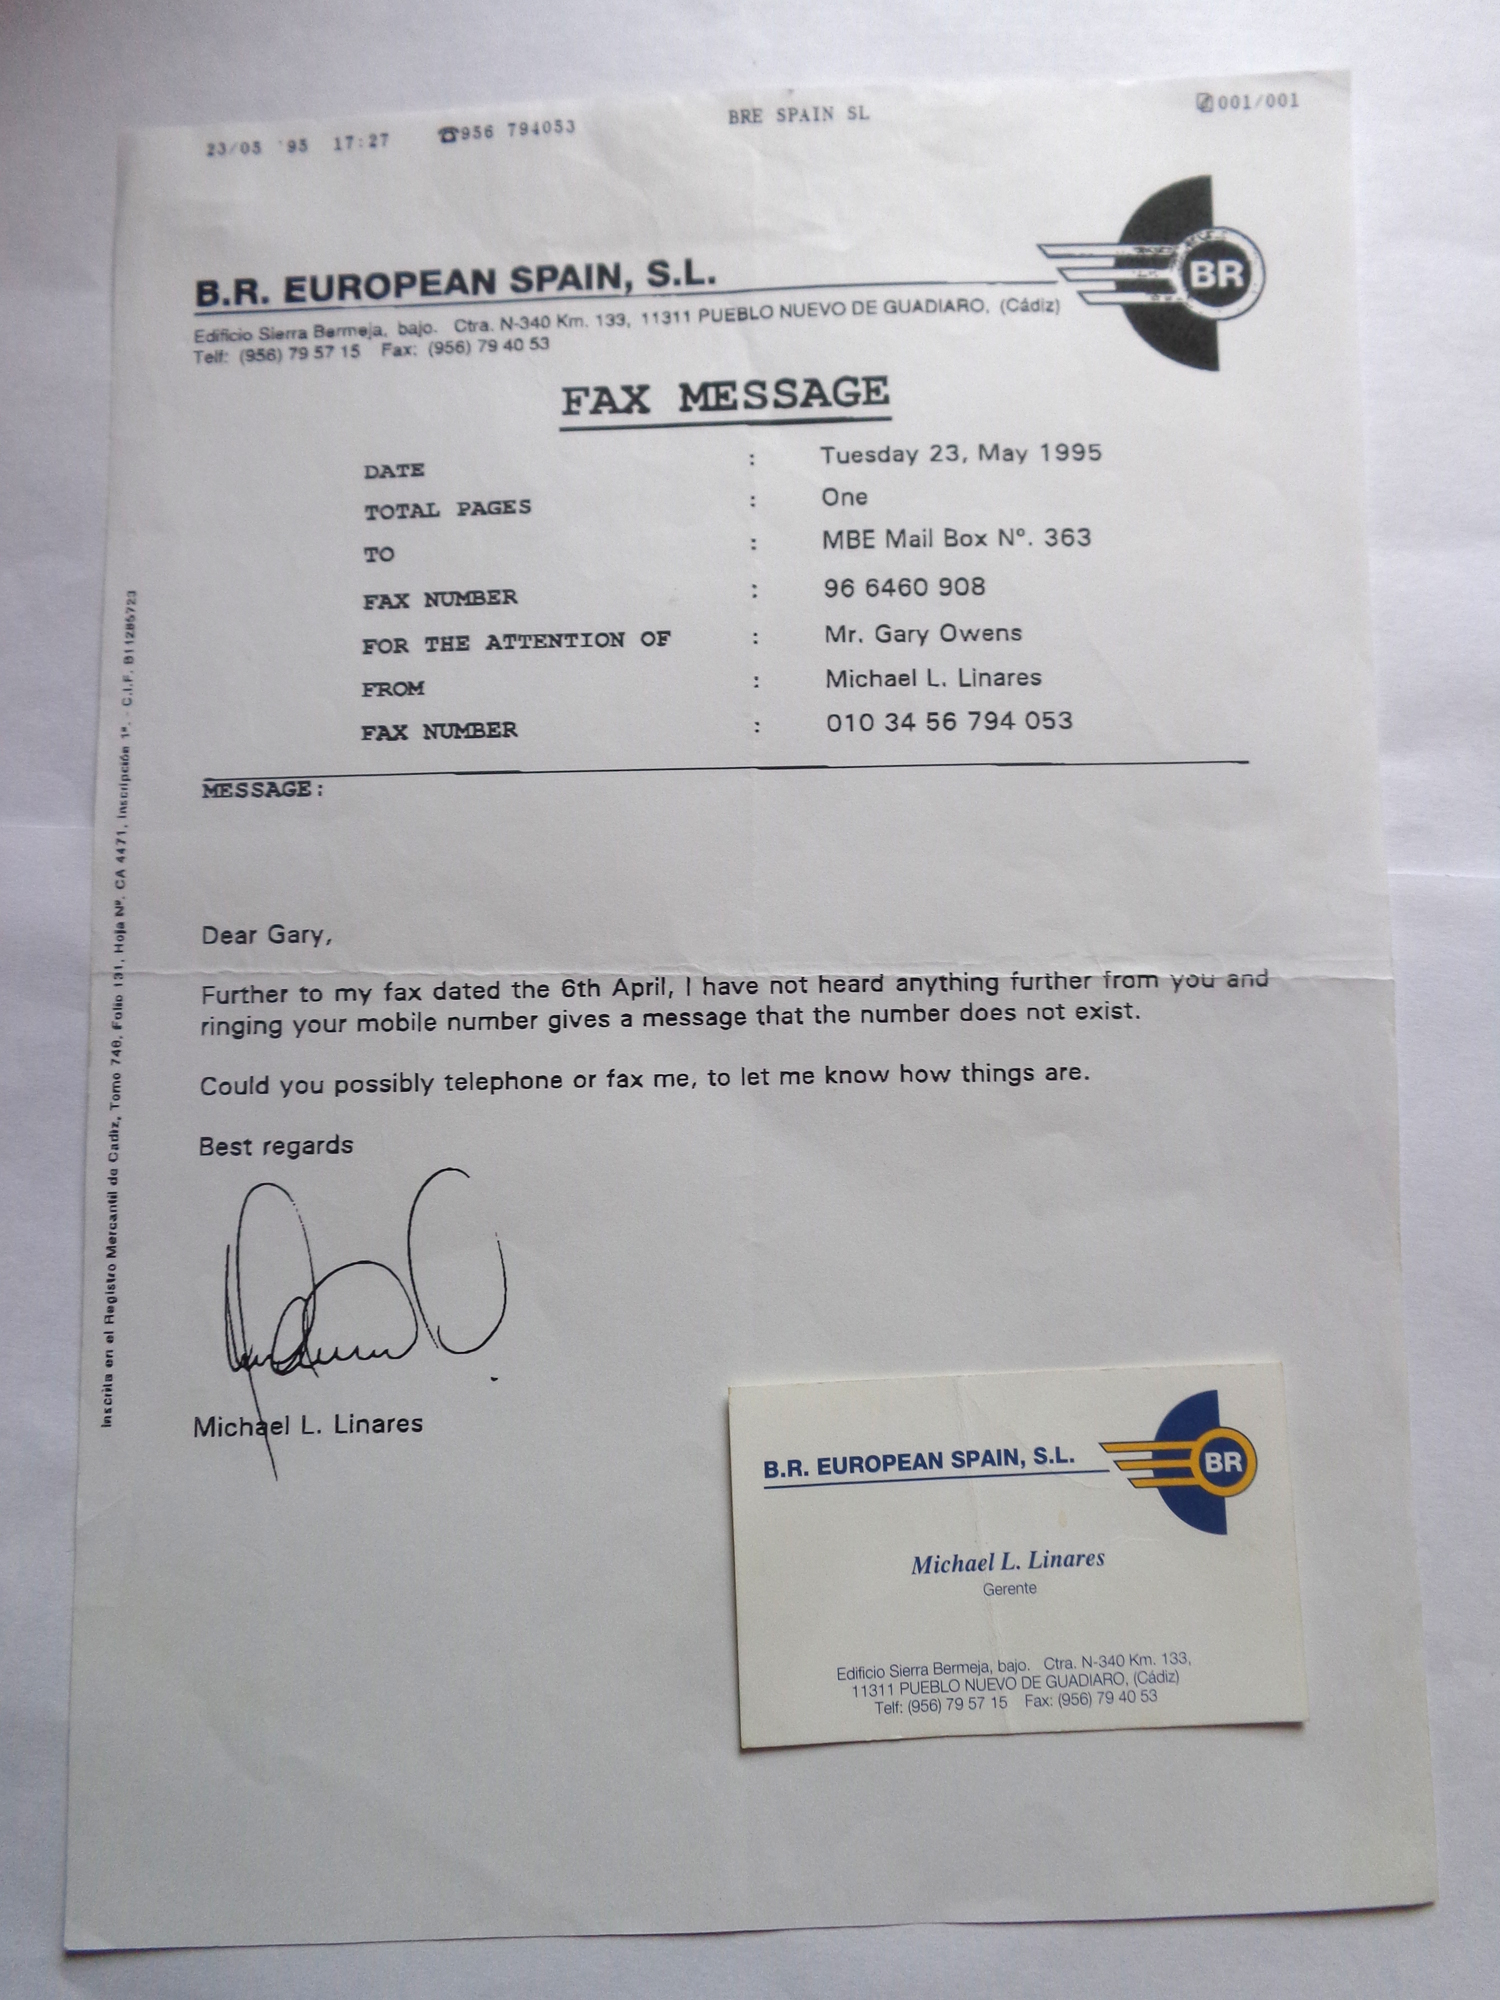 23/05 '95 17:27 ☎956 794053 BRE SPAIN SL 001/001
B.R. EUROPEAN SPAIN, S.L.
BR
Edificio Sierra Bermeja, bajo. Ctra. N-340 Km. 133, 11311 PUEBLO NUEVO DE GUADIARO, (Cádiz)
Telf: (956) 79 57 15 Fax: (956) 79 40 53
FAX MESSAGE
DATE : Tuesday 23, May 1995
TOTAL PAGES : One
TO : MBE Mail Box Nº. 363
FAX NUMBER : 96 6460 908
FOR THE ATTENTION OF : Mr. Gary Owens
FROM : Michael L. Linares
FAX NUMBER : 010 34 56 794 053
MESSAGE:
Dear Gary,
Further to my fax dated the 6th April, I have not heard anything further from you and
ringing your mobile number gives a message that the number does not exist.
Could you possibly telephone or fax me, to let me know how things are.
Best regards
Michael L. Linares
Inscrita en el Registro Mercantil de Cadiz, Tomo 746, Folio 131, Hoja Nº. CA 4471, Inscripción 1ª. - C.I.F. B11285723
B.R. EUROPEAN SPAIN, S.L.
BR
Michael L. Linares
Gerente
Edificio Sierra Bermeja, bajo. Ctra. N-340 Km. 133,
11311 PUEBLO NUEVO DE GUADIARO, (Cádiz)
Telf: (956) 79 57 15 Fax: (956) 79 40 53